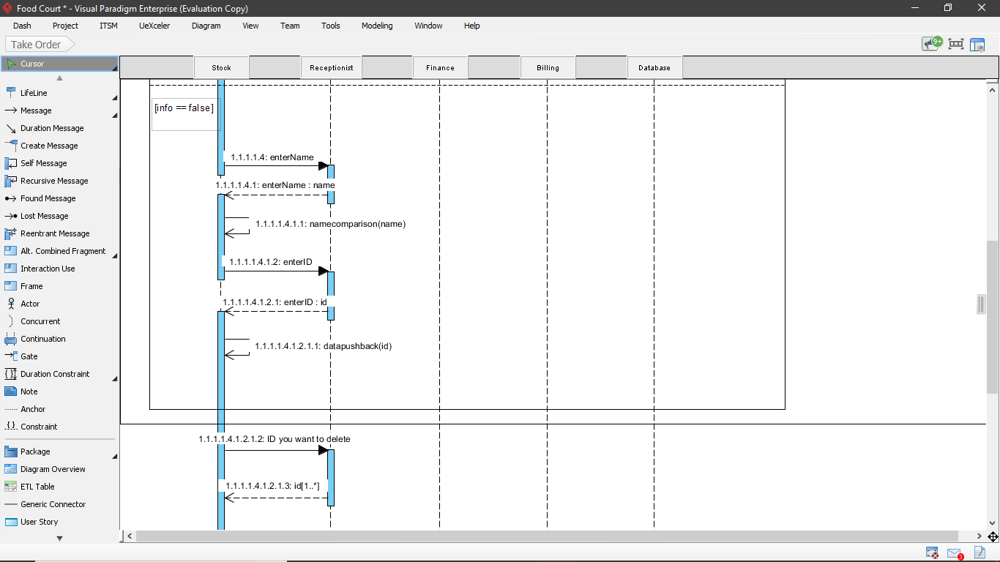 Food Court * - Visual Paradigm Enterprise (Evaluation Copy)
Dash Project ITSM UeXceler Diagram View Team Tools Modeling Window Help
Take Order
9+
Cursor
LifeLine
Message
Duration Message
Create Message
Self Message
Recursive Message
Found Message
Lost Message
Reentrant Message
Alt. Combined Fragment
Interaction Use
Frame
Actor
Concurrent
Continuation
Gate
Duration Constraint
Note
Anchor
Constraint
Package
Diagram Overview
ETL Table
Generic Connector
User Story
Stock Receptionist Finance Billing Database
[info == false]
1.1.1.1.4: enterName
1.1.1.1.4.1: enterName : name
1.1.1.1.4.1.1: namecomparison(name)
1.1.1.1.4.1.2: enterID
1.1.1.1.4.1.2.1: enterID : id
1.1.1.1.4.1.2.1.1: datapushback(id)
1.1.1.1.4.1.2.1.2: ID you want to delete
1.1.1.1.4.1.2.1.3: id[1..*]
3